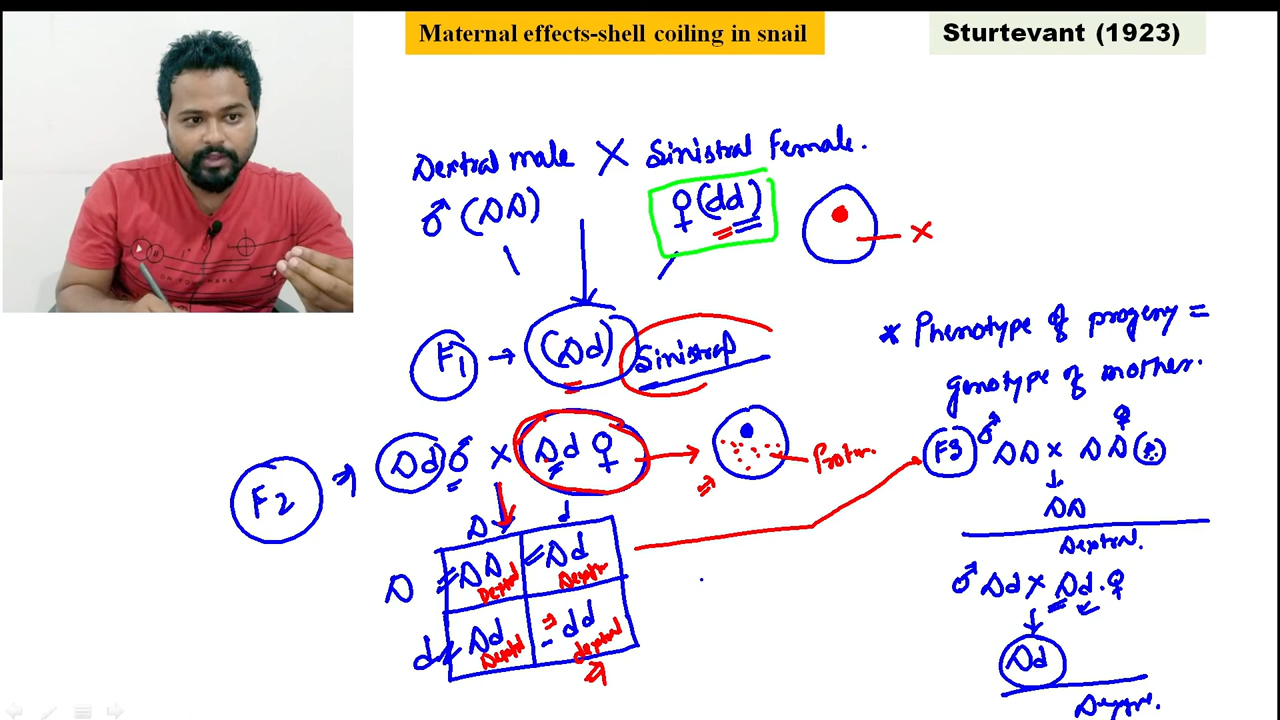 Maternal effects-shell coiling in snail
Sturtevant (1923)
Dextral male X Sinistral Female.
♂ (DD)
♀ (dd)
X
F1 → (Dd) Sinistral
* Phenotype of progeny =
genotype of mother.
F2 ⇒ Dd ♂ X Dd ♀ →
Protin.
F3 ♂ DD X DD ♀
DD
Dextral.
D d
D DD Dextral Dd Dextr
d Dd Dextral dd dextral
♂ Dd X Dd. ♀
Dd